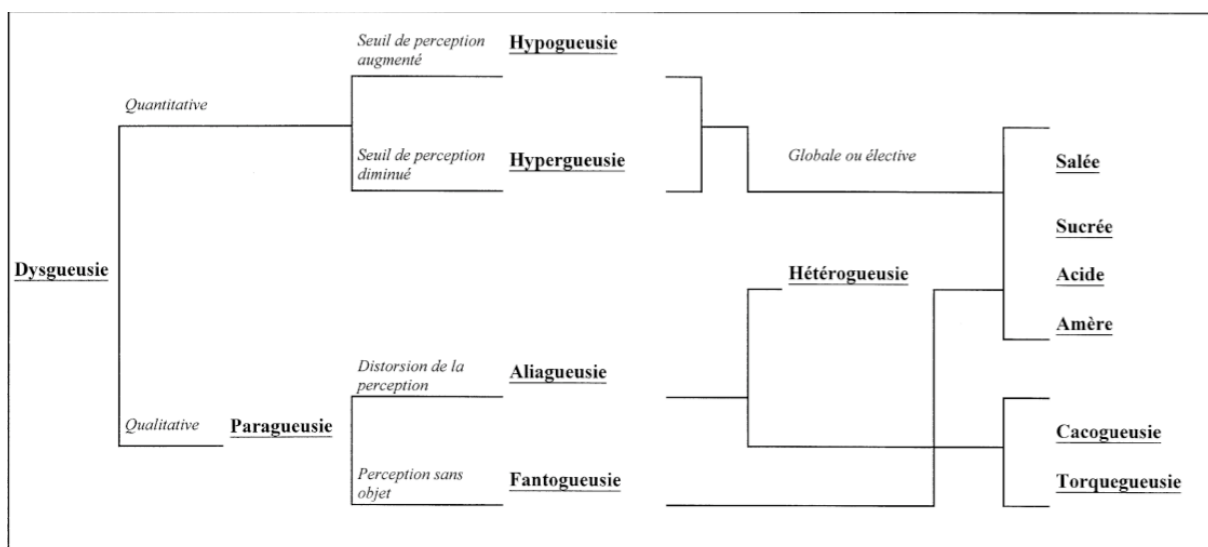 Seuil de perception
augmenté
Hypogueusie
Quantitative
Seuil de perception
diminué
Hypergueusie
Globale ou élective
Salée
Sucrée
Dysgueusie
Hétérogueusie
Acide
Amère
Distorsion de la
perception
Aliagueusie
Qualitative
Paragueusie
Cacogueusie
Perception sans
objet
Fantogueusie
Torquegueusie